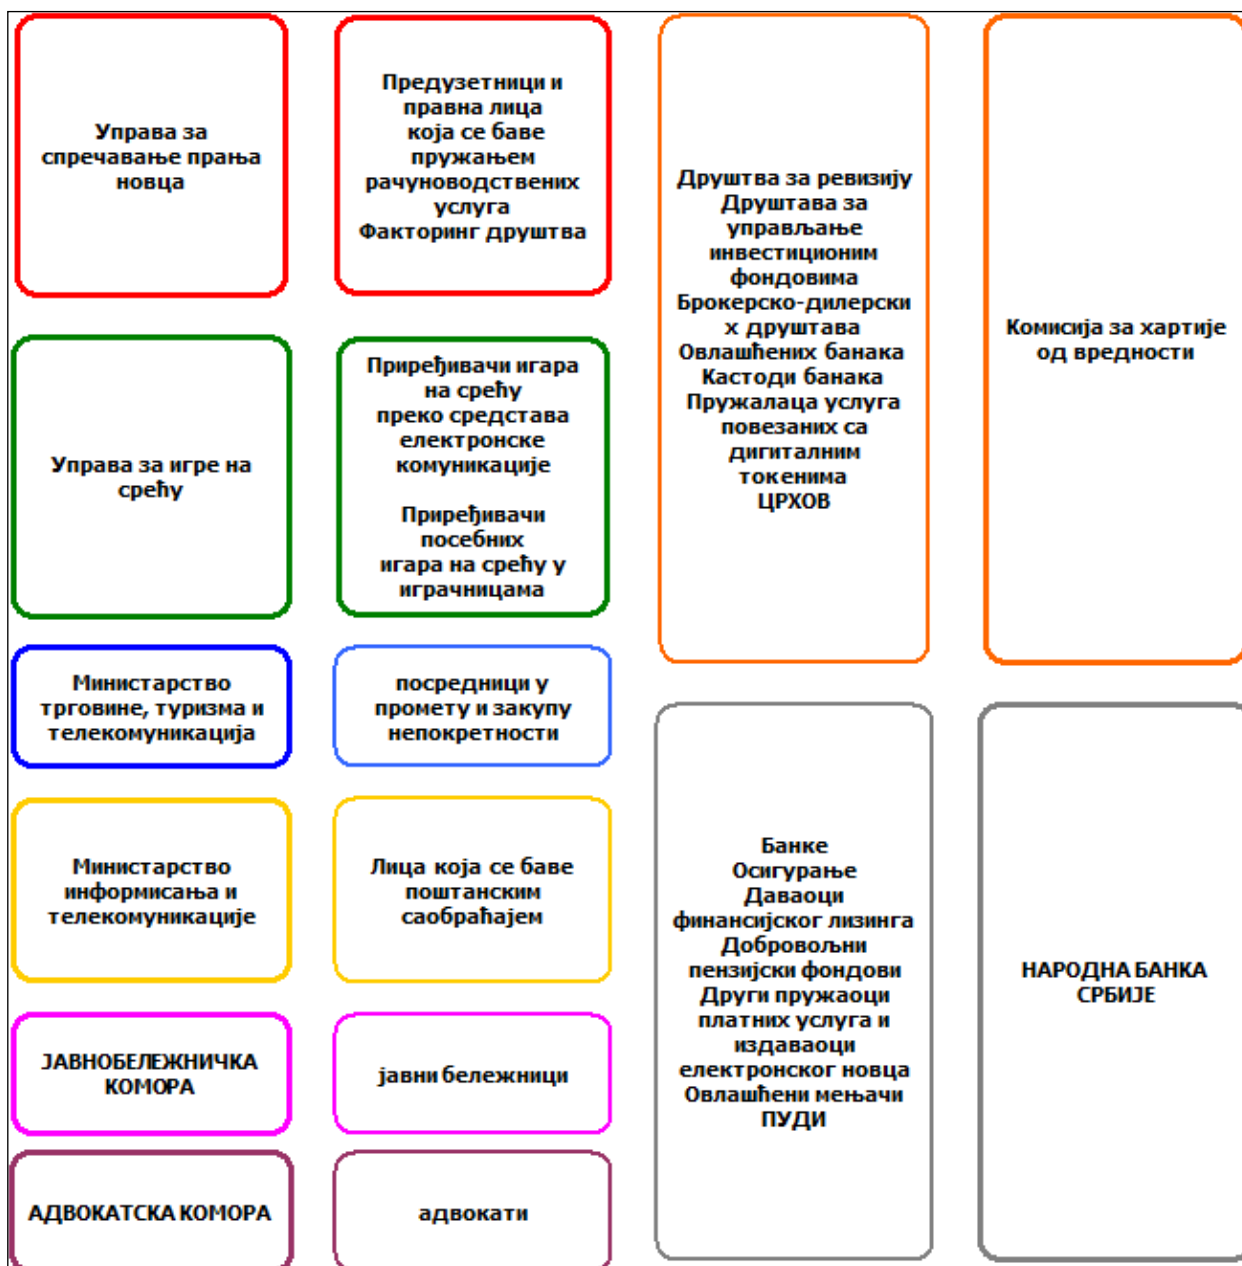 Управа за
спречавање прања
новца
Предузетници и
правна лица
која се баве
пружањем
рачуноводствених
услуга
Факторинг друштва
Друштва за ревизију
Друштава за
управљање
инвестиционим
фондовима
Брокерско-дилерски
х друштава
Овлашћених банака
Кастоди банака
Пружалаца услуга
повезаних са
дигиталним
токенима
ЦРХОВ
Комисија за хартије
од вредности
Управа за игре на
срећу
Приређивачи игара
на срећу
преко средстава
електронске
комуникације
Приређивачи
посебних
игара на срећу у
играчницама
Министарство
трговине, туризма и
телекомуникација
посредници у
промету и закупу
непокретности
Министарство
информисања и
телекомуникације
Лица која се баве
поштанским
саобраћајем
Банке
Осигурање
Даваоци
финансијског лизинга
Добровољни
пензијски фондови
Други пружаоци
платних услуга и
издаваоци
електронског новца
Овлашћени мењачи
ПУДИ
НАРОДНА БАНКА
СРБИЈЕ
ЈАВНОБЕЛЕЖНИЧКА
КОМОРА
јавни бележници
АДВОКАТСКА КОМОРА
адвокати